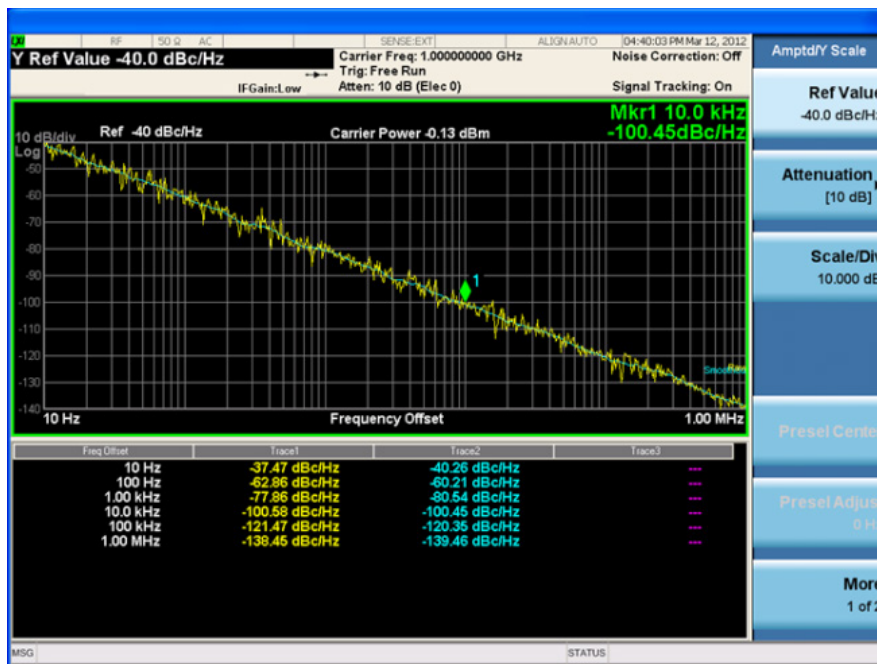 LXI RF 50 Ω AC SENSE:EXT ALIGN AUTO 04:40:03 PM Mar 12, 2012
Y Ref Value -40.0 dBc/Hz
Carrier Freq: 1.000000000 GHz
Noise Correction: Off
Trig: Free Run
IFGain:Low
Atten: 10 dB (Elec 0)
Signal Tracking: On
Mkr1 10.0 kHz
-100.45dBc/Hz
10 dB/div
Log
Ref -40 dBc/Hz
Carrier Power -0.13 dBm
-50
-60
-70
-80
-90
1
-100
-110
-120
-130
-140
10 Hz
Frequency Offset
1.00 MHz
Freq Offset Trace1 Trace2 Trace3
10 Hz -37.47 dBc/Hz -40.26 dBc/Hz ---
100 Hz -62.86 dBc/Hz -60.21 dBc/Hz ---
1.00 kHz -77.86 dBc/Hz -80.54 dBc/Hz ---
10.0 kHz -100.58 dBc/Hz -100.45 dBc/Hz ---
100 kHz -121.47 dBc/Hz -120.35 dBc/Hz ---
1.00 MHz -138.45 dBc/Hz -139.46 dBc/Hz ---
MSG
STATUS
Amptd/Y Scale
Ref Value
-40.0 dBc/H
Attenuation
[10 dB]
Scale/Div
10.000 dB
Presel Cente
Presel Adjus
0 H
More
1 of 2